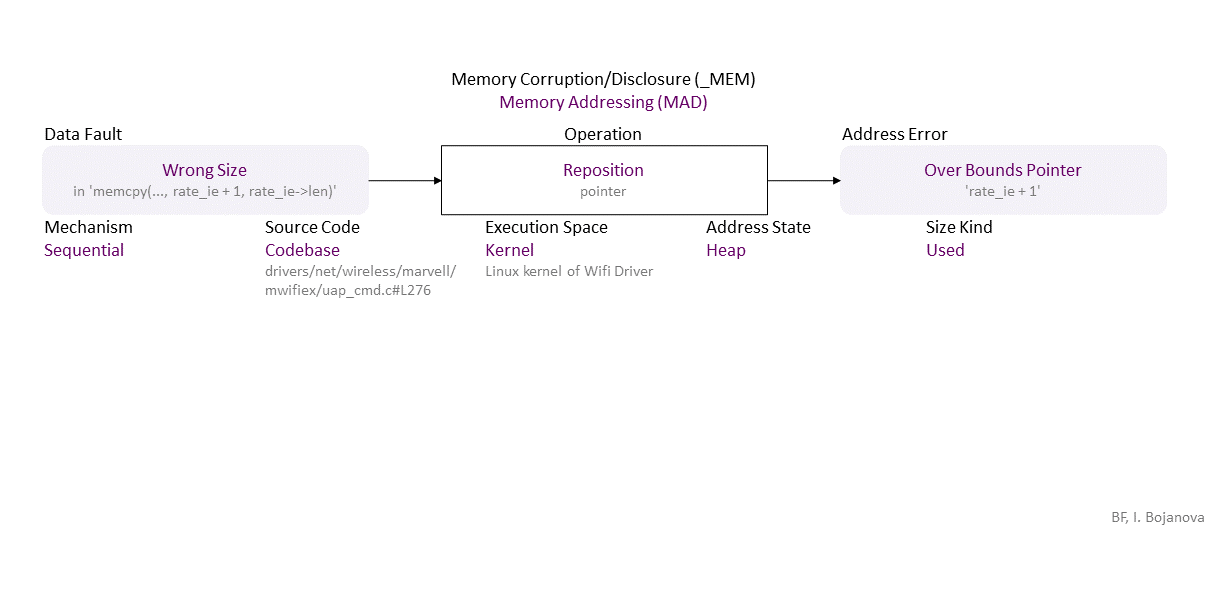 Memory Corruption/Disclosure (_MEM)
Memory Addressing (MAD)
Data Fault
Operation
Address Error
Wrong Size
in 'memcpy(..., rate_ie + 1, rate_ie->len)'
Reposition
pointer
Over Bounds Pointer
'rate_ie + 1'
Mechanism
Sequential
Source Code
Codebase
drivers/net/wireless/marvell/
mwifiex/uap_cmd.c#L276
Execution Space
Kernel
Linux kernel of Wifi Driver
Address State
Heap
Size Kind
Used
BF, I. Bojanova